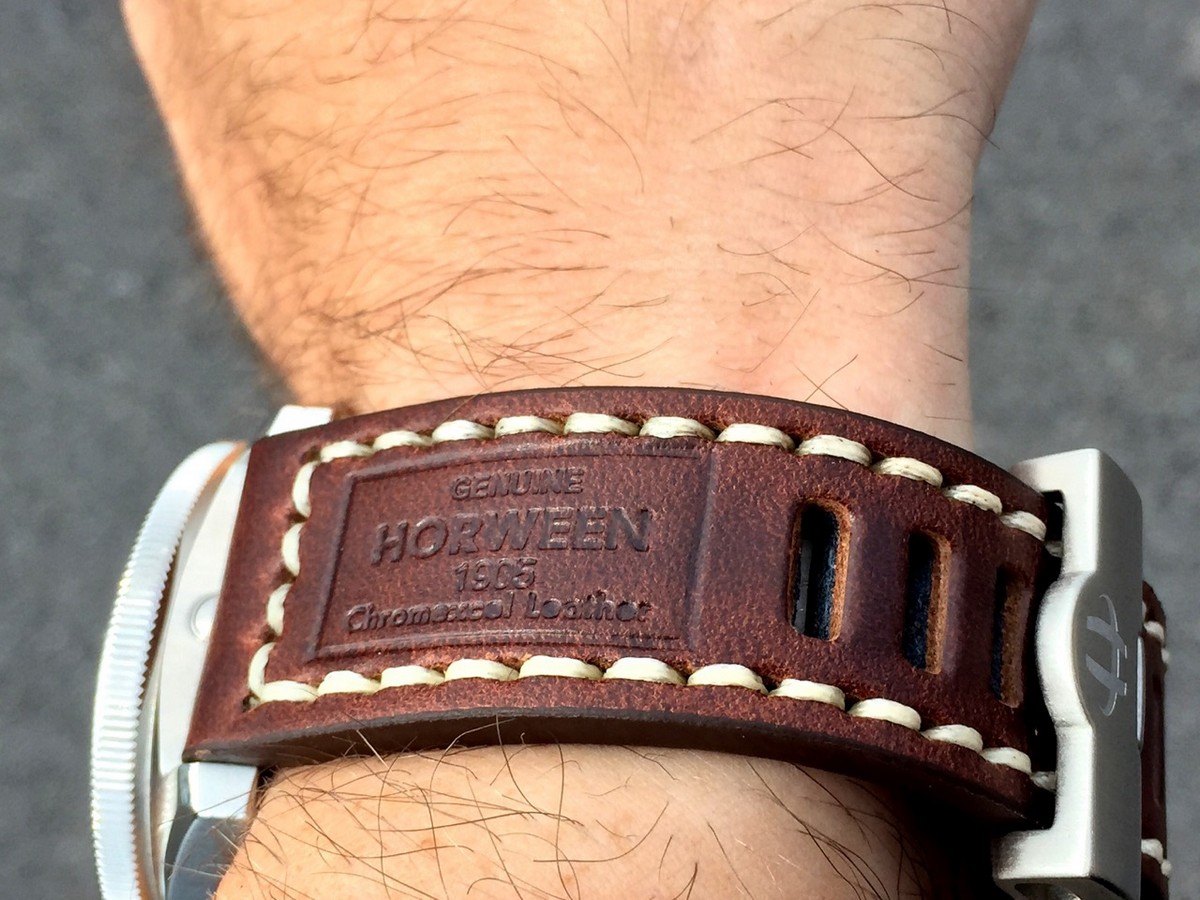 GENUINE
HORWEEN
1905
Chromexcel Leather
H